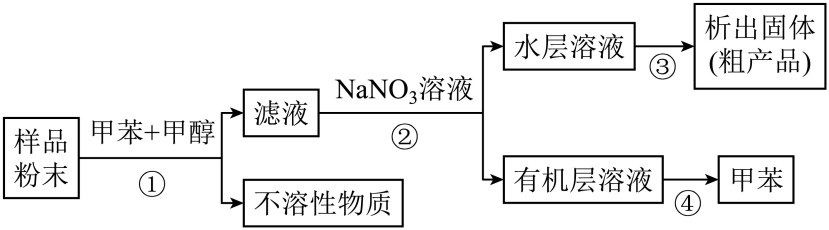 样品
粉末
甲苯+甲醇
①
滤液
不溶性物质
NaNO₃溶液
②
水层溶液
③
析出固体
(粗产品)
有机层溶液
④
甲苯